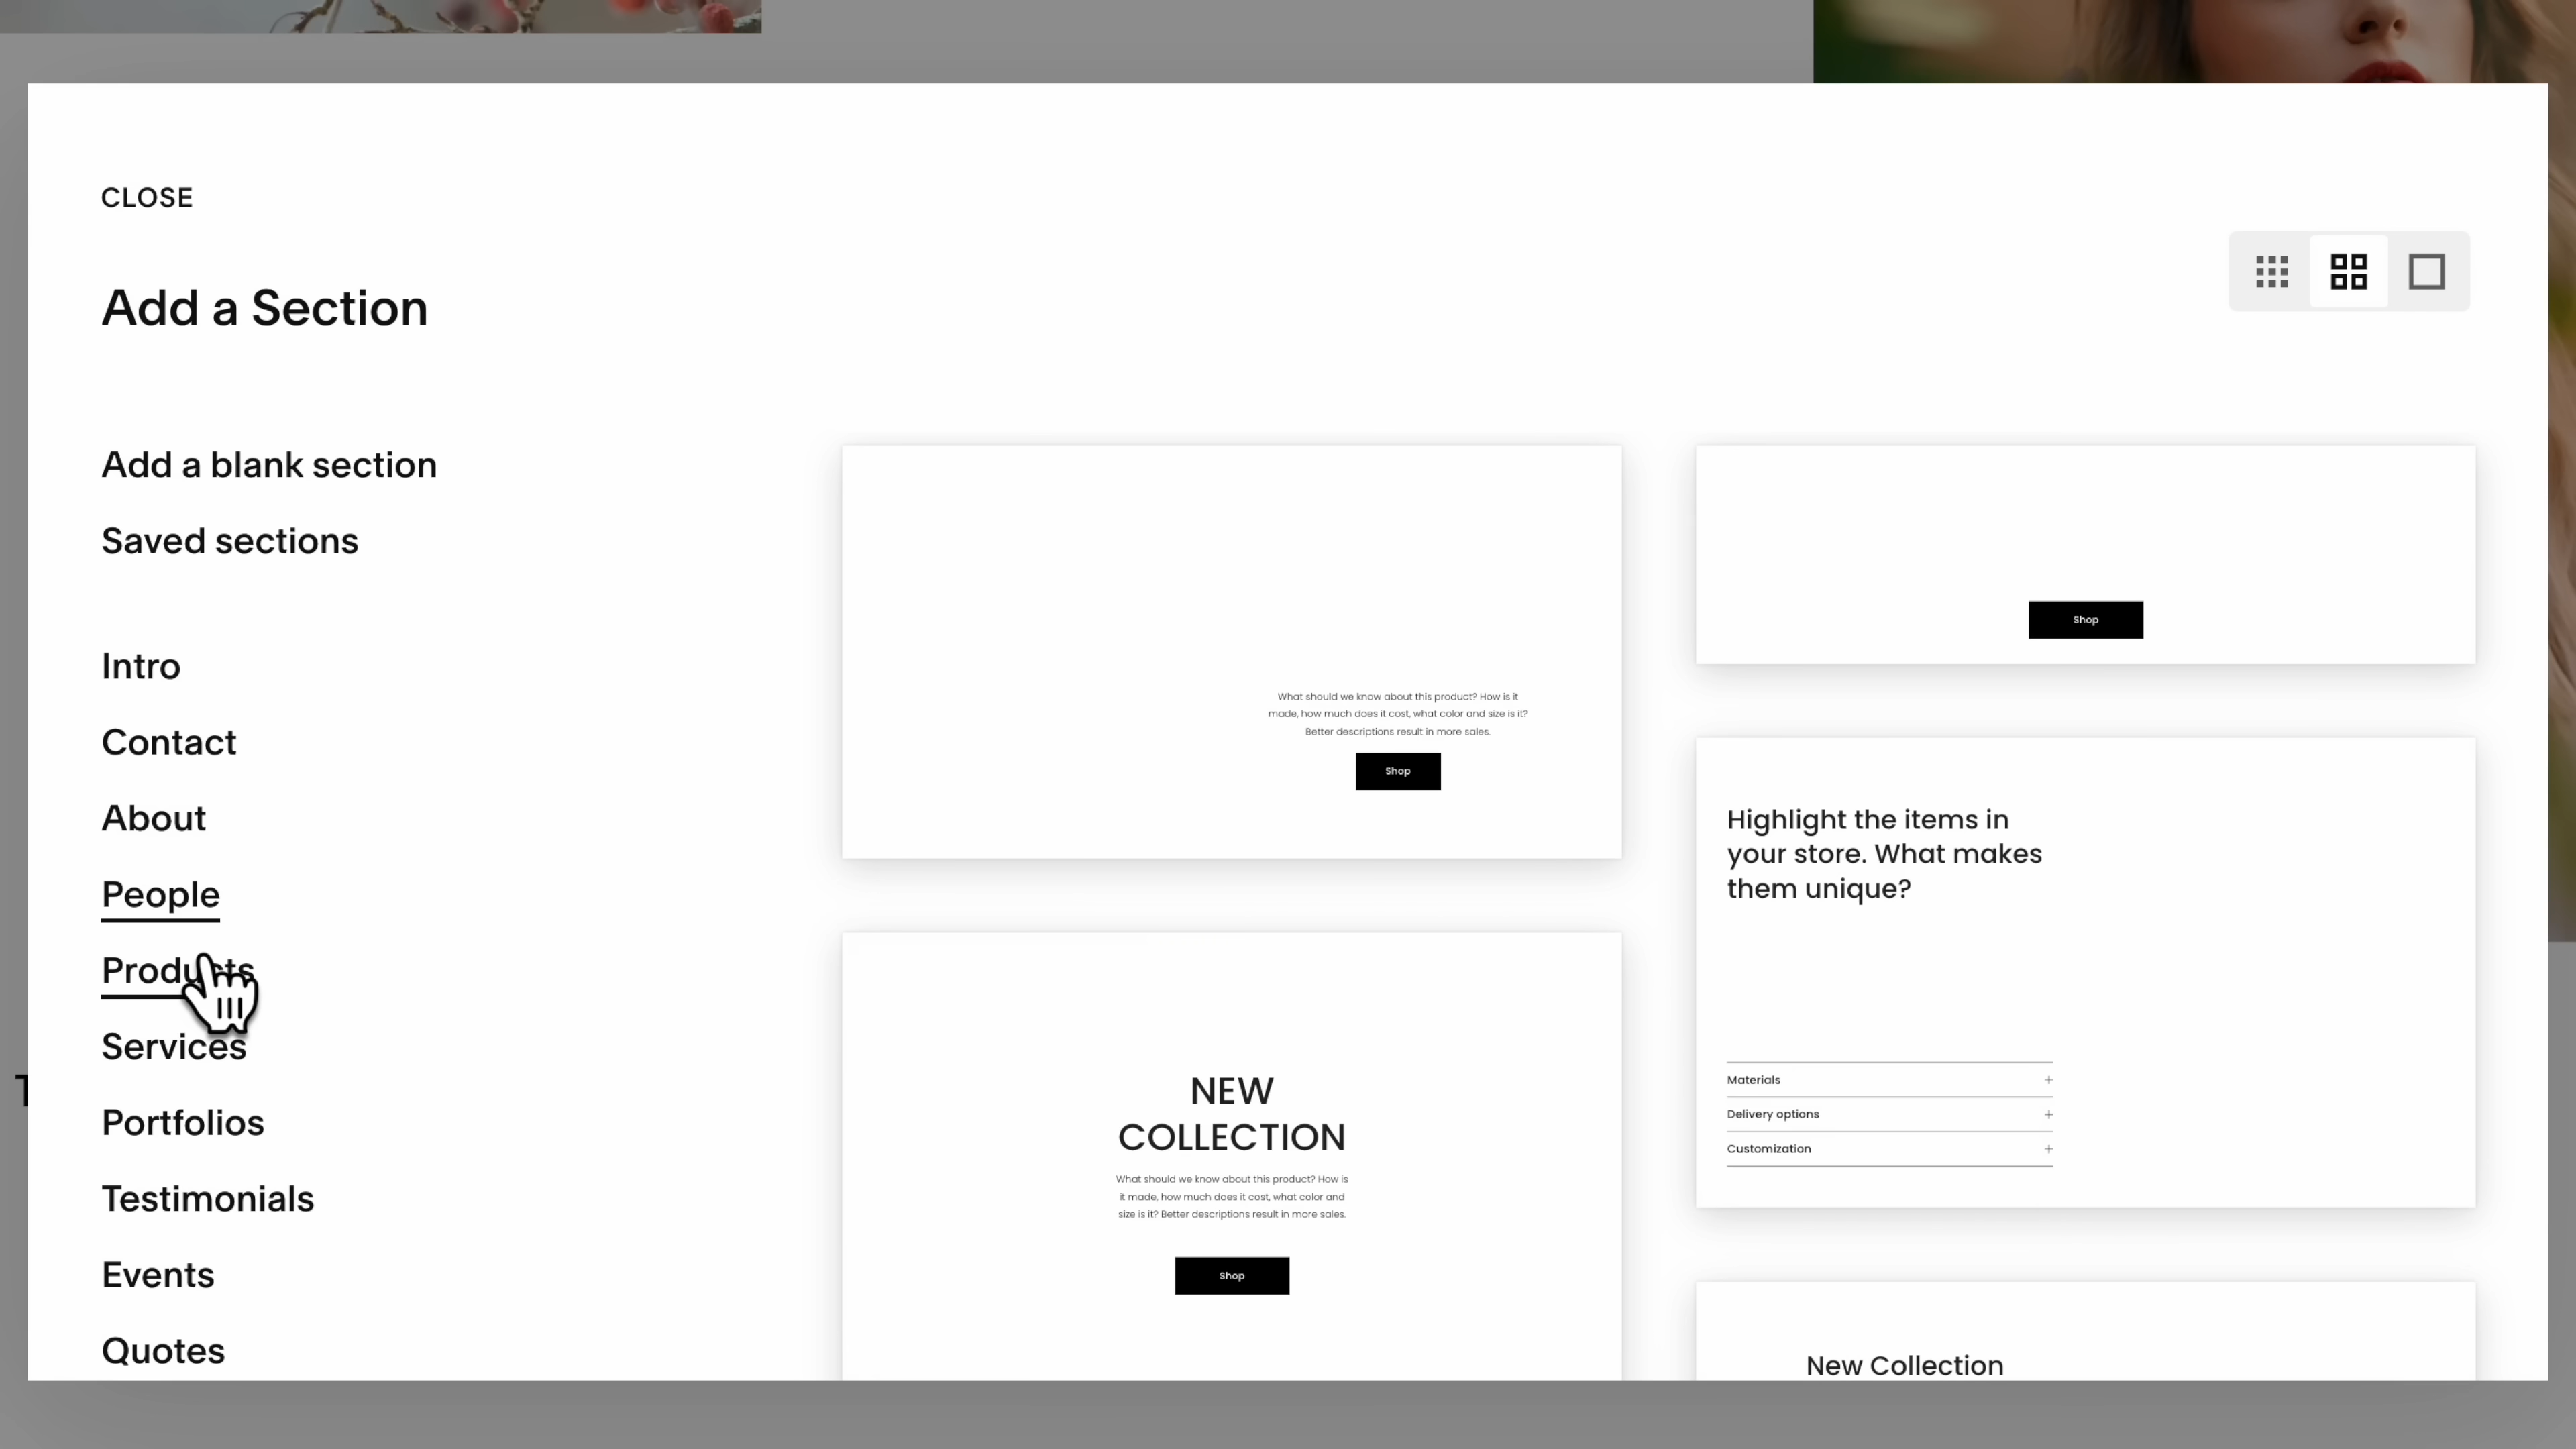 CLOSE
Add a Section
Add a blank section
Saved sections
Intro
Contact
About
People
Products
Services
Portfolios
Testimonials
Events
Quotes
What should we know about this product? How is it
made, how much does it cost, what color and size is it?
Better descriptions result in more sales.
Shop
NEW
COLLECTION
What should we know about this product? How is
it made, how much does it cost, what color and
size is it? Better descriptions result in more sales.
Shop
Shop
Highlight the items in
your store. What makes
them unique?
Materials
Delivery options
Customization
New Collection